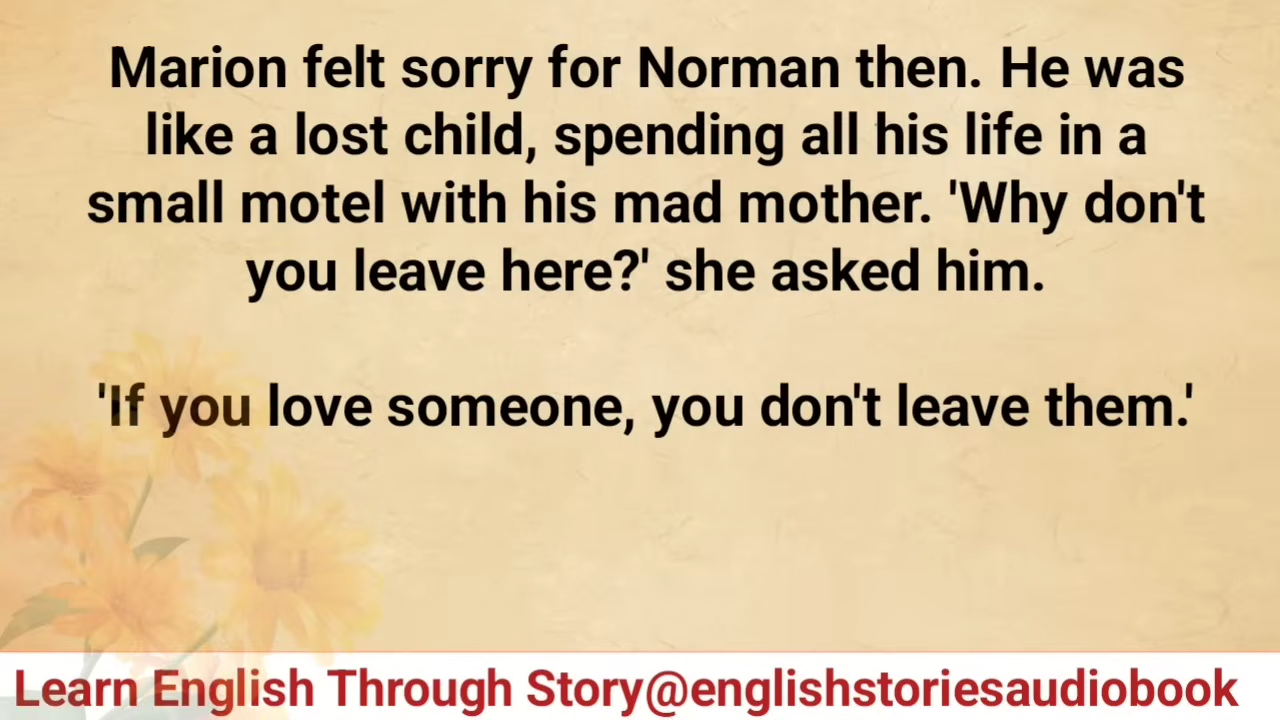 Marion felt sorry for Norman then. He was
like a lost child, spending all his life in a
small motel with his mad mother. 'Why don't
you leave here?' she asked him.
'If you love someone, you don't leave them.'
Learn English Through Story@englishstoriesaudiobook